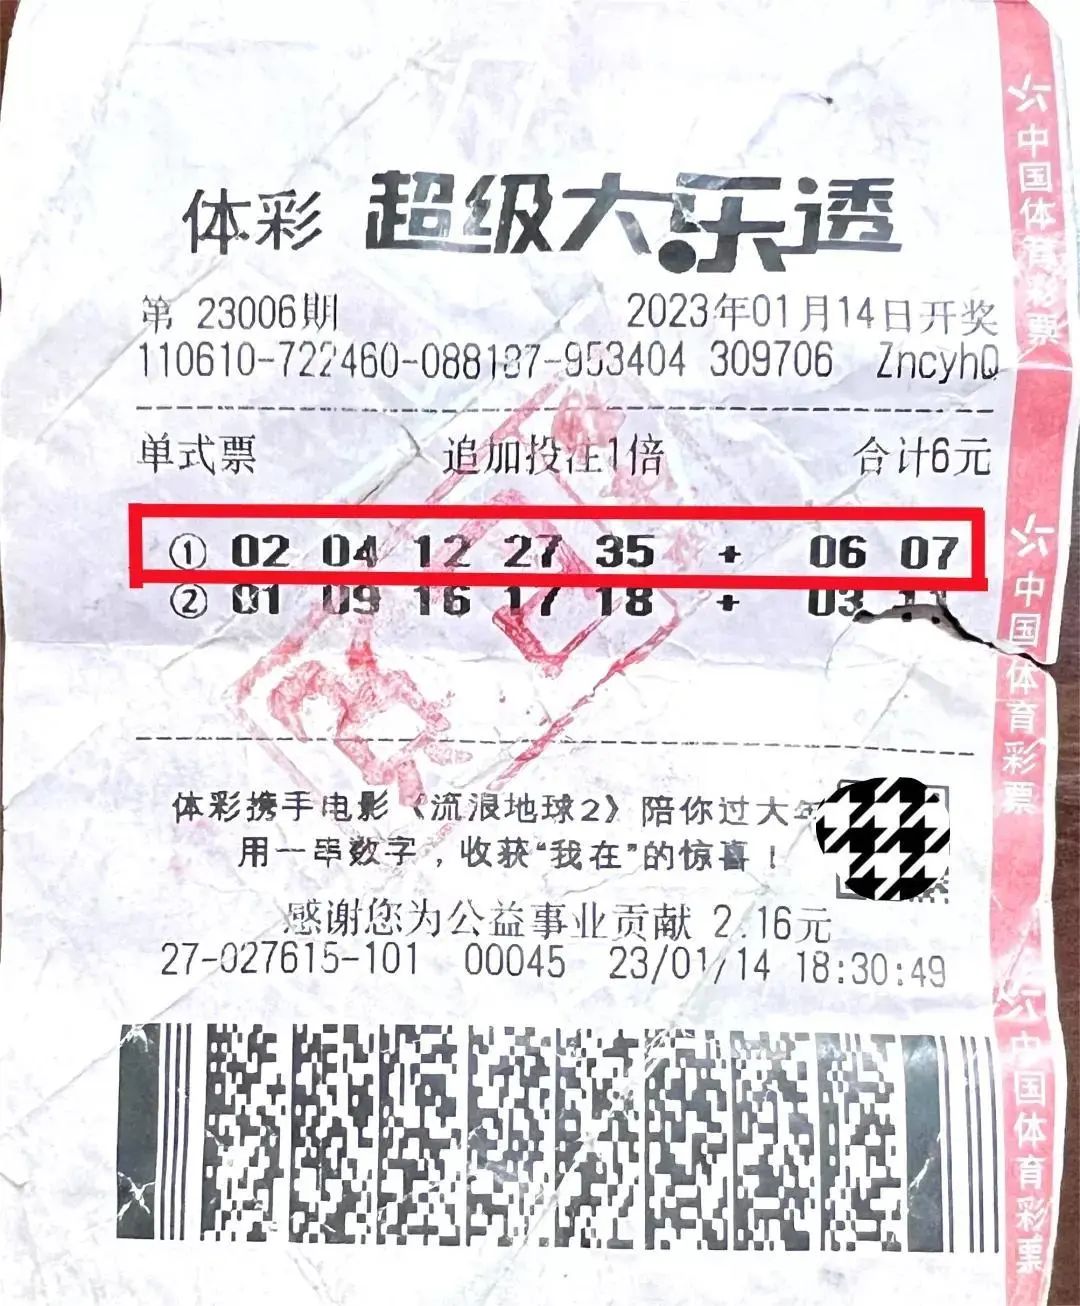 体彩 超级大乐透
第 23006期 2023年01月14日开奖
110610-722460-088187-953404 309706 ZncyhQ
单式票 追加投注1倍 合计6元
① 02 04 12 27 35 + 06 07
② 01 09 16 17 18 + 03 11
体彩携手电影《流浪地球2》陪你过大年
用一串数字，收获“我在”的惊喜！
感谢您为公益事业贡献 2.16元
27-027615-101 00045 23/01/14 18:30:49
中国体育彩票
中国体育彩票
中国体育彩票